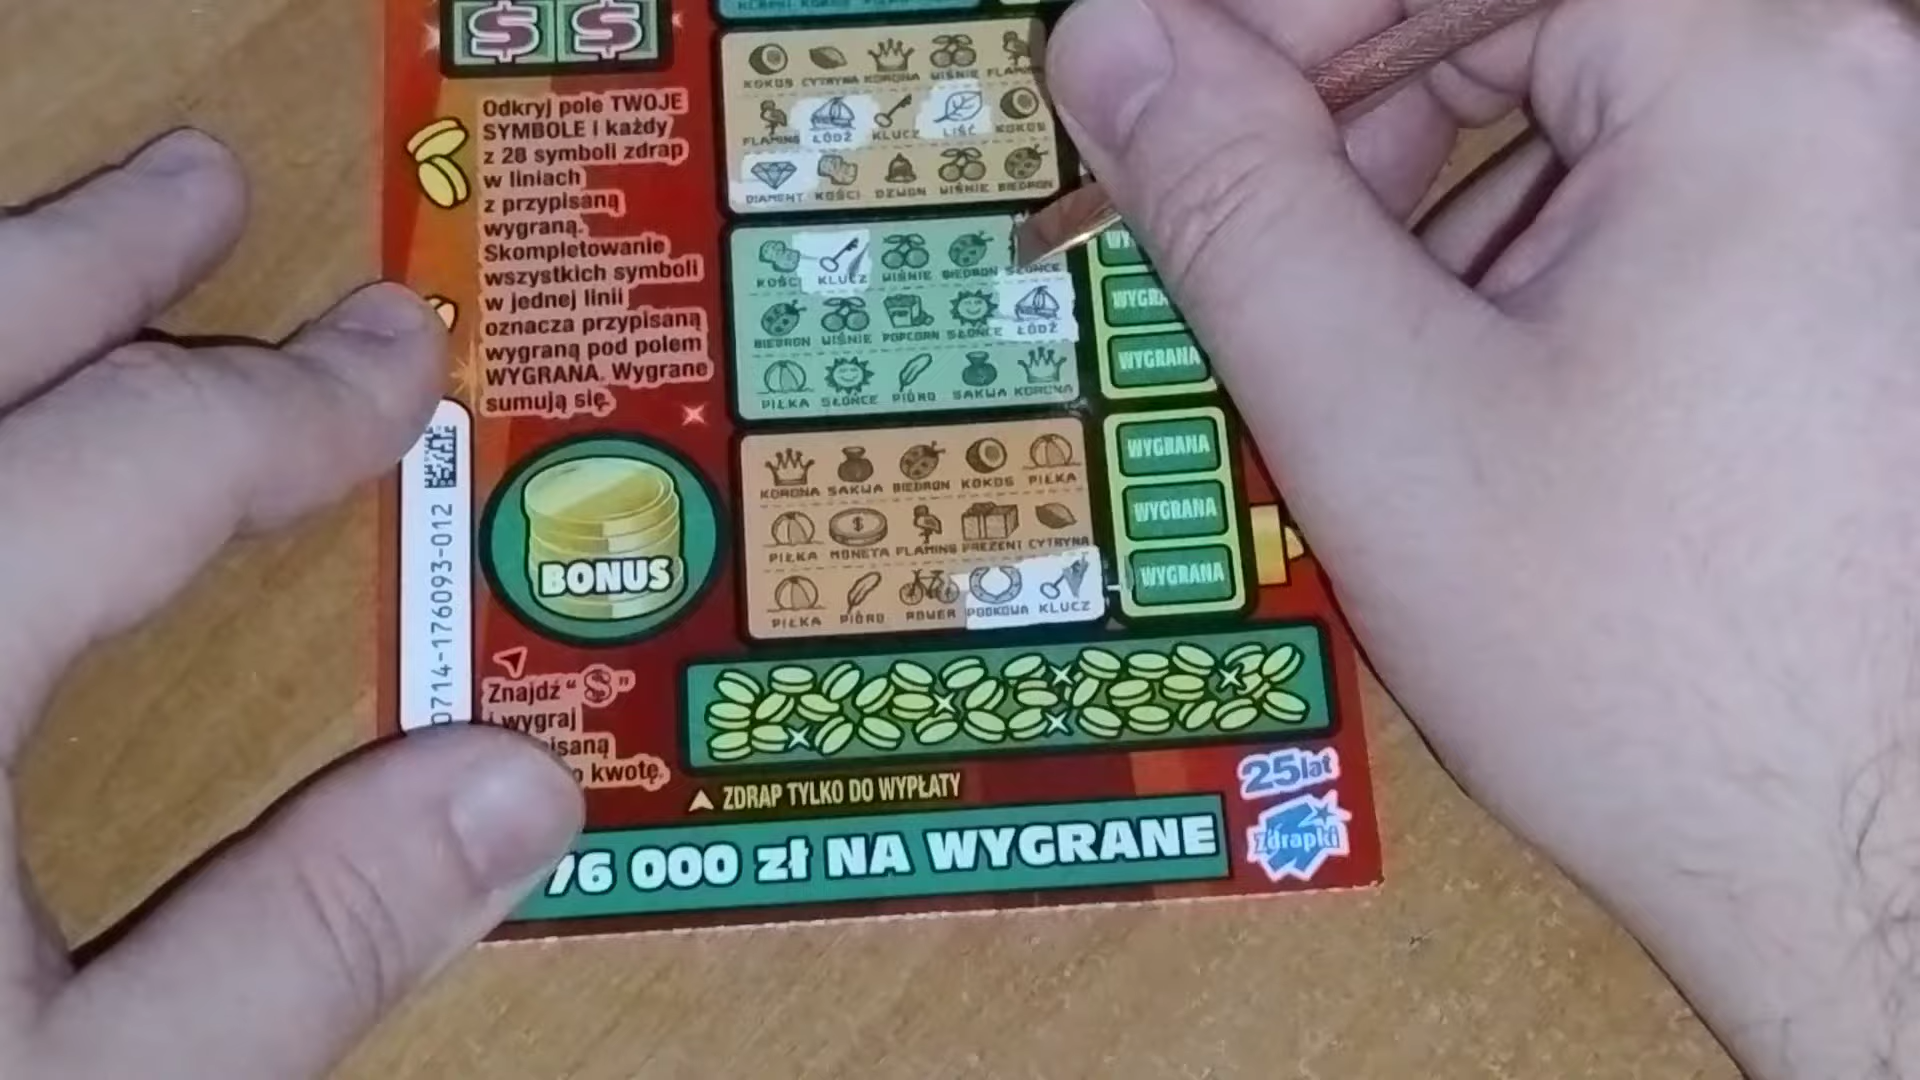 Odkryj pole TWOJE
SYMBOLE i każdy
z 28 symboli zdrap
w liniach
z przypisaną
wygraną.
Skompletowanie
wszystkich symboli
w jednej linii
oznacza przypisaną
wygraną pod polem
WYGRANA. Wygrane
sumują się.
KOKOS CYTRYNA KORONA WIŚNIE
FLAMING ŁÓDŹ KLUCZ LIŚĆ KOKOS
DIAMENT KOŚCI DZWON WIŚNIE BIEDRON
KOŚCI KLUCZ WIŚNIE BIEDRON SŁOŃCE
BIEDRON WIŚNIE POPCORN SŁOŃCE ŁÓDŹ
PIŁKA SŁOŃCE PIÓRO SAKWA KORONA
WYGRANA
KORONA SAKWA BIEDRON KOKOS PIŁKA
WYGRANA
PIŁKA MONETA FLAMING PREZENT CYTRYNA
WYGRANA
PIŁKA PIÓRO ROWER PODKOWA KLUCZ
WYGRANA
BONUS
0714-176093-012
Znajdź “$”
i wygraj
kwotę.
ZDRAP TYLKO DO WYPŁATY
76 000 zł NA WYGRANE
25 lat
Zdrapki